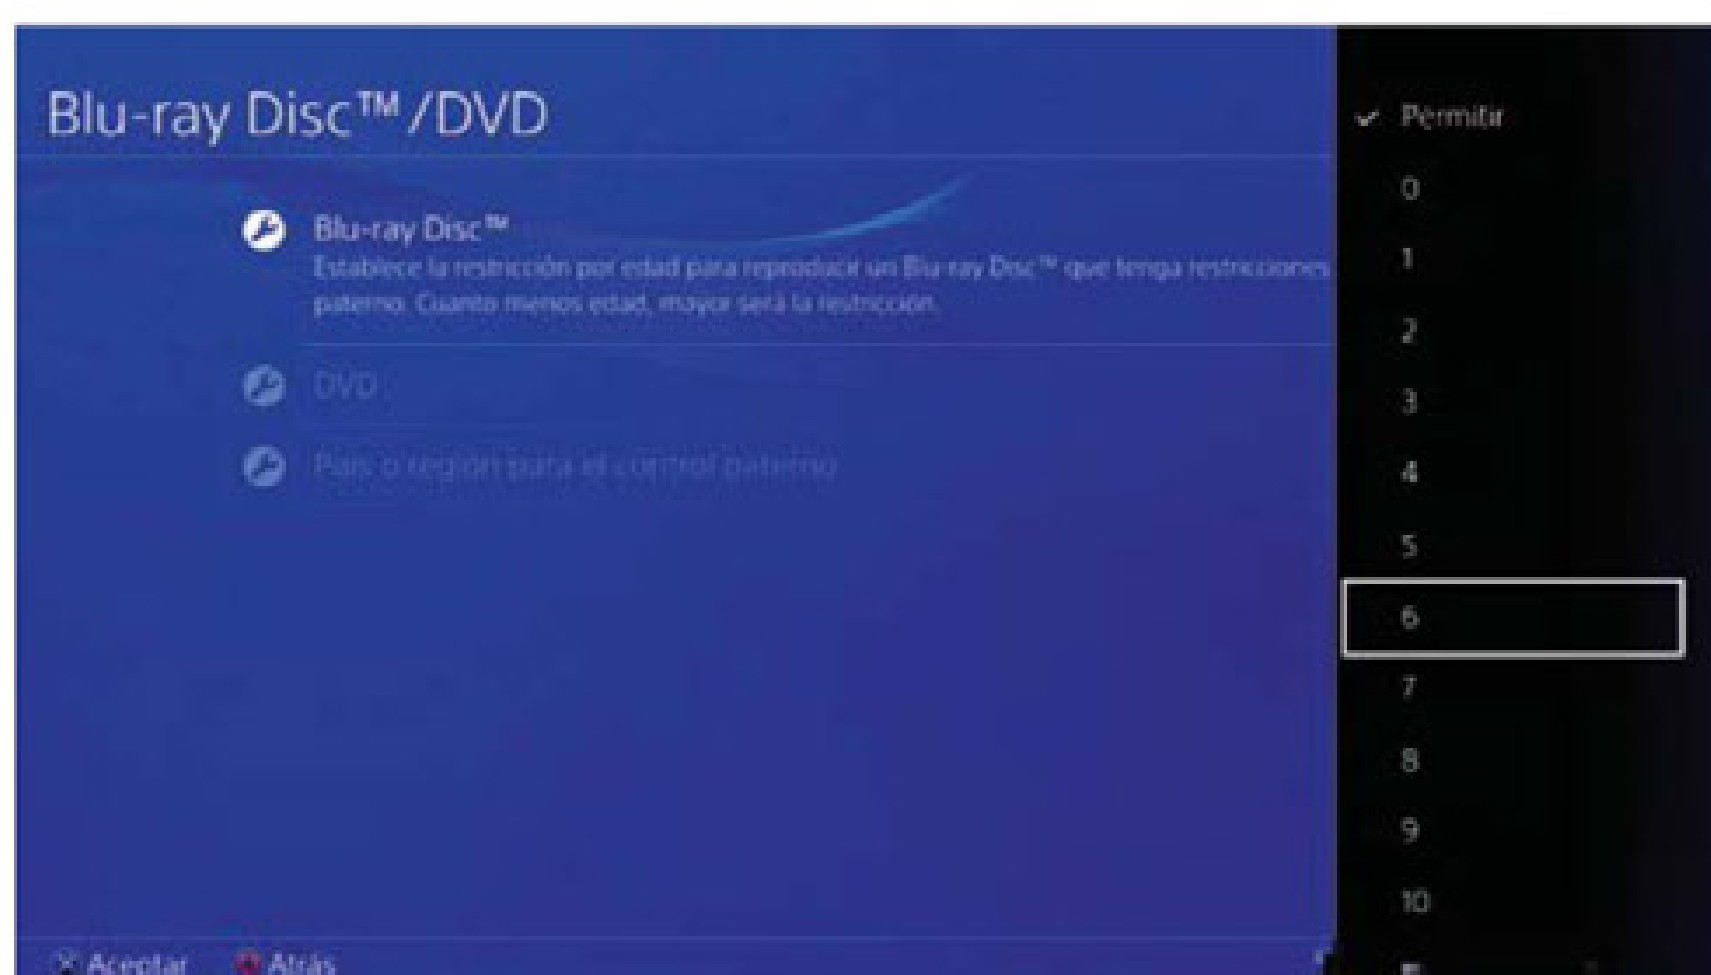 Blu-ray Disc™/DVD
Blu-ray Disc™
Establece la restricción por edad para reproducir un Blu-ray Disc™ que tenga restricciones
paterno. Cuanto menos edad, mayor será la restricción.
DVD
País o región para el control paterno
Aceptar
Atrás
✓ Permitir
0
1
2
3
4
5
6
7
8
9
10